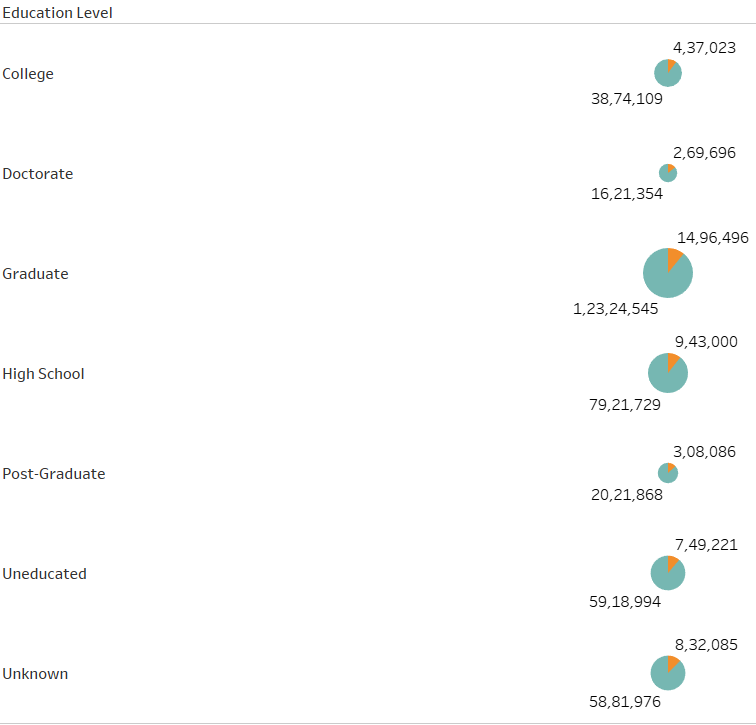 Education Level
4,37,023
College
38,74,109
2,69,696
Doctorate
16,21,354
14,96,496
Graduate
1,23,24,545
9,43,000
High School
79,21,729
3,08,086
Post-Graduate
20,21,868
7,49,221
Uneducated
59,18,994
8,32,085
Unknown
58,81,976